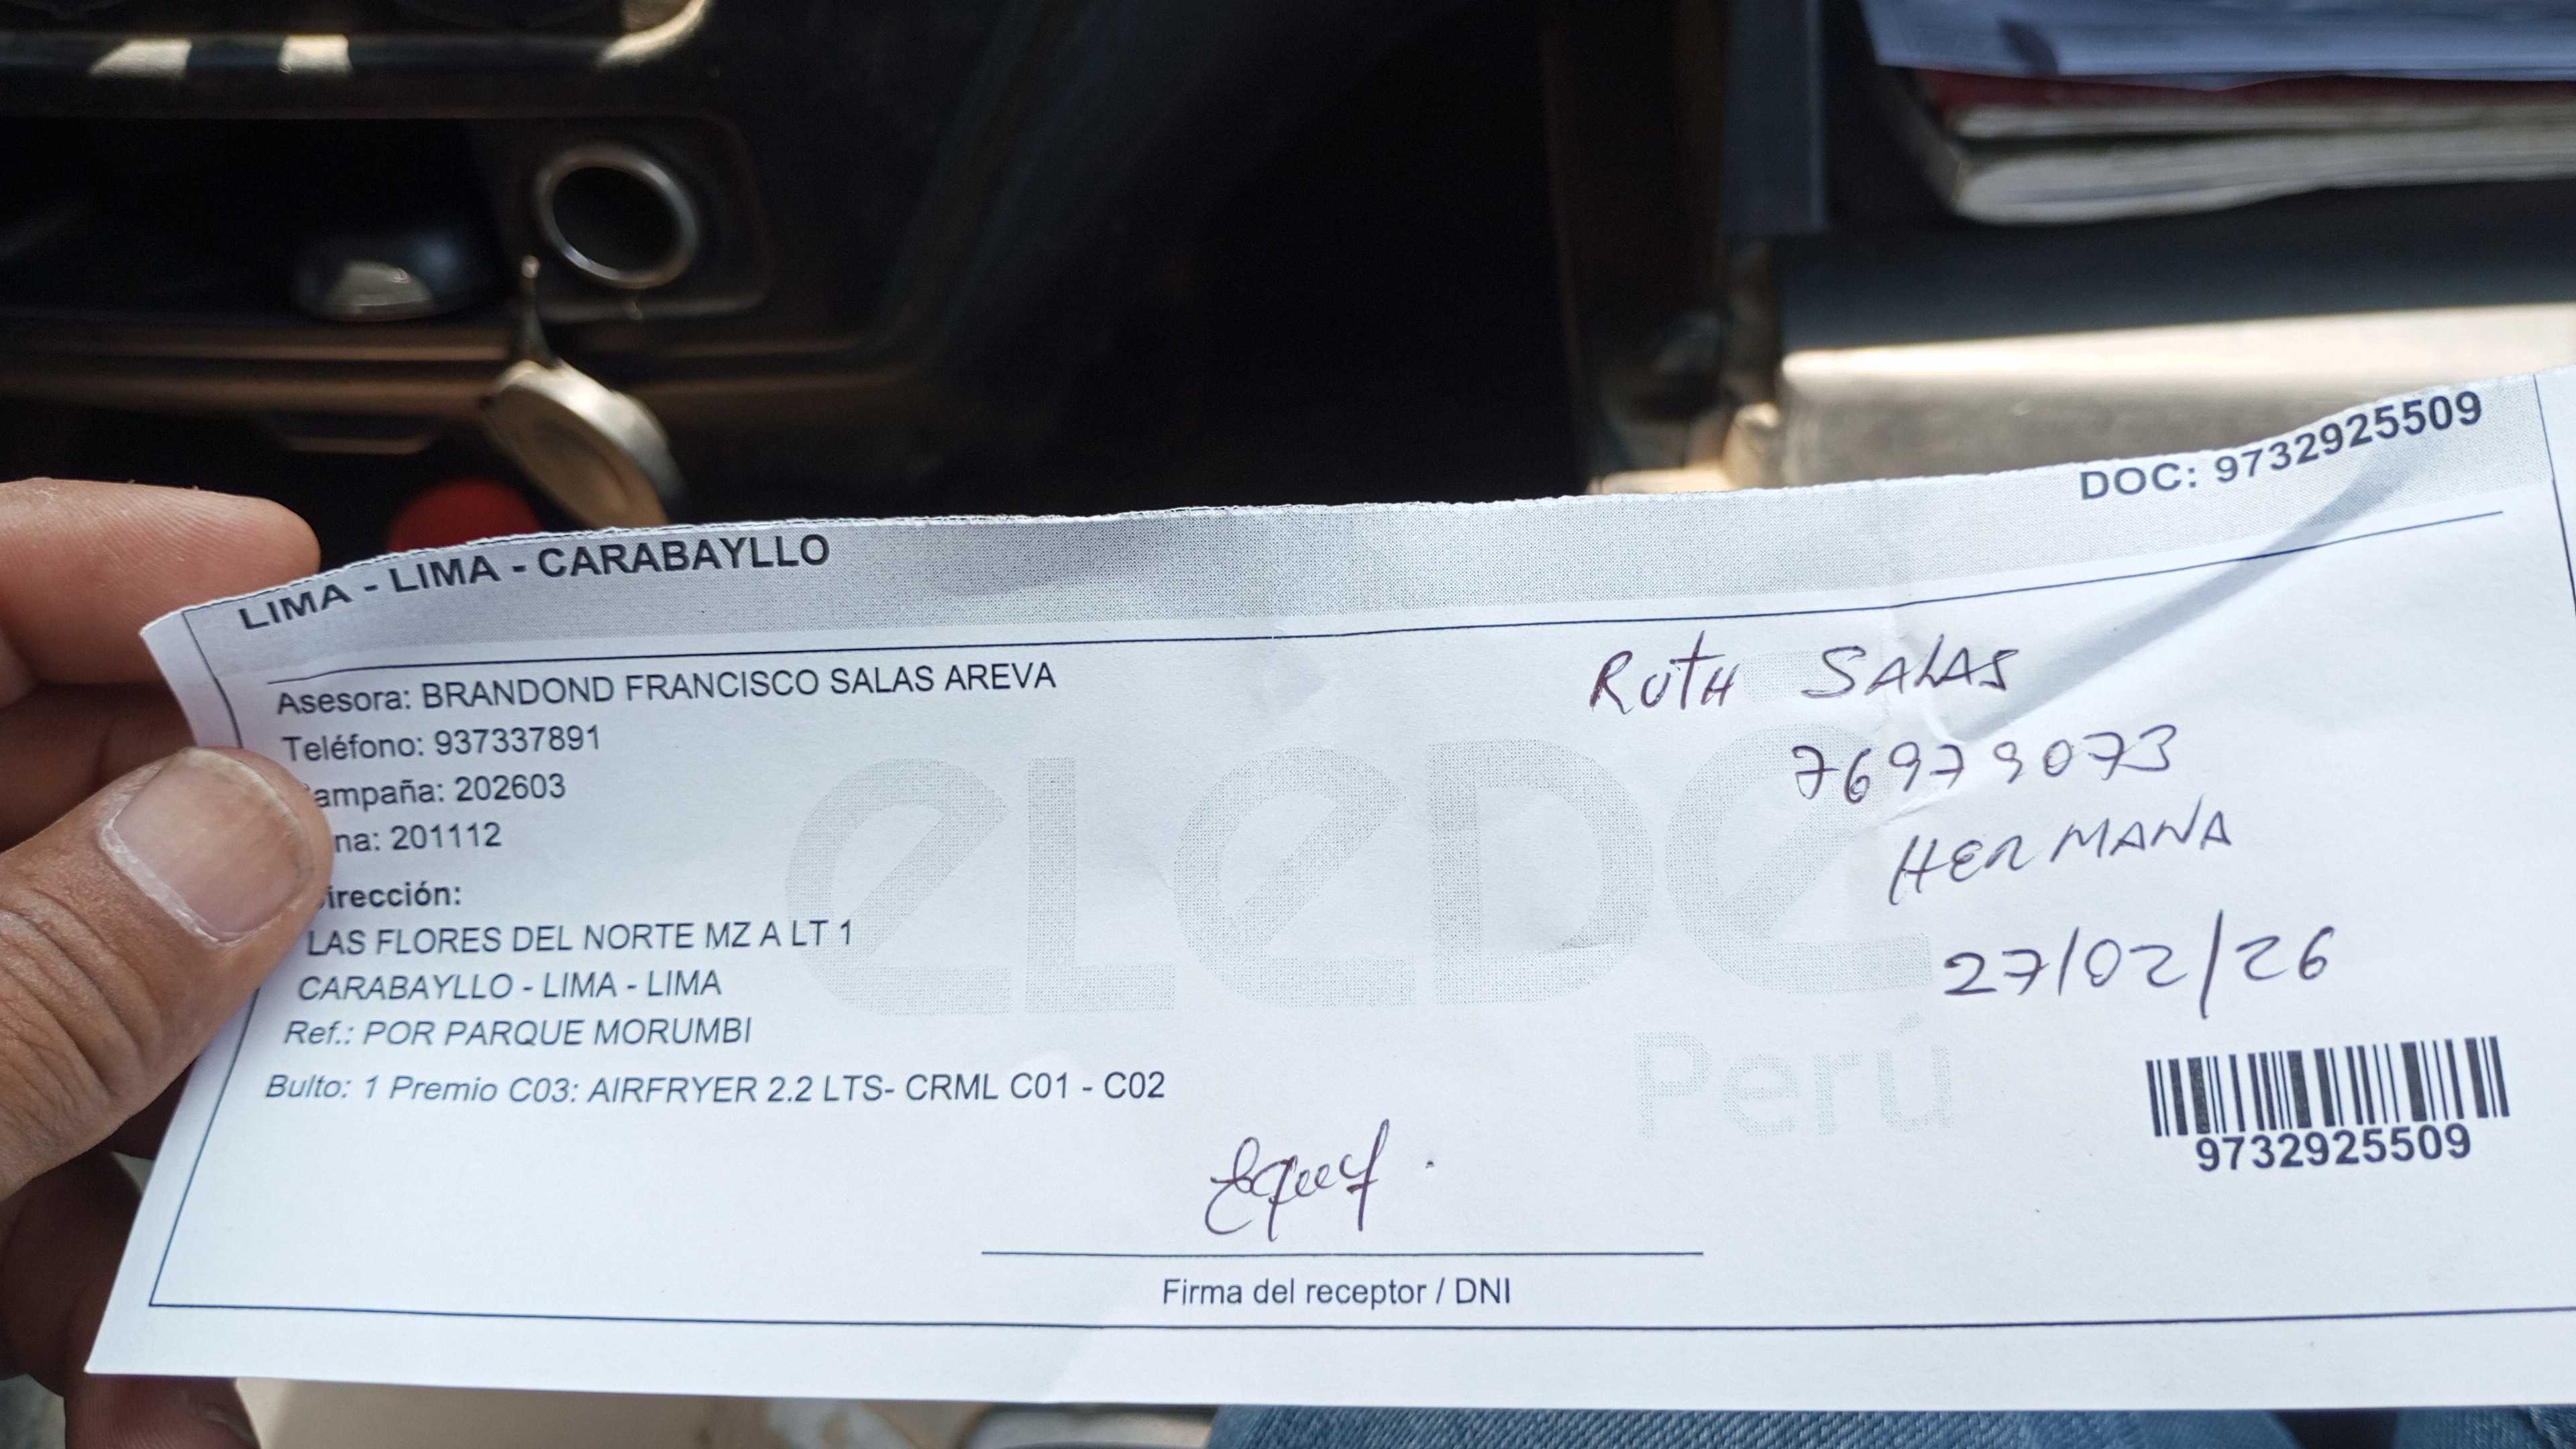 LIMA - LIMA - CARABAYLLO
DOC: 9732925509
Asesora: BRANDOND FRANCISCO SALAS AREVA
Teléfono: 937337891
ampaña: 202603
na: 201112
irección:
LAS FLORES DEL NORTE MZ A LT 1
CARABAYLLO - LIMA - LIMA
Ref.: POR PARQUE MORUMBI
Bulto: 1 Premio C03: AIRFRYER 2.2 LTS- CRML C01 - C02
RUTH SALAS
76979073
HERMANA
27/02/26
eLeDe
Perú
9732925509
Firma del receptor / DNI